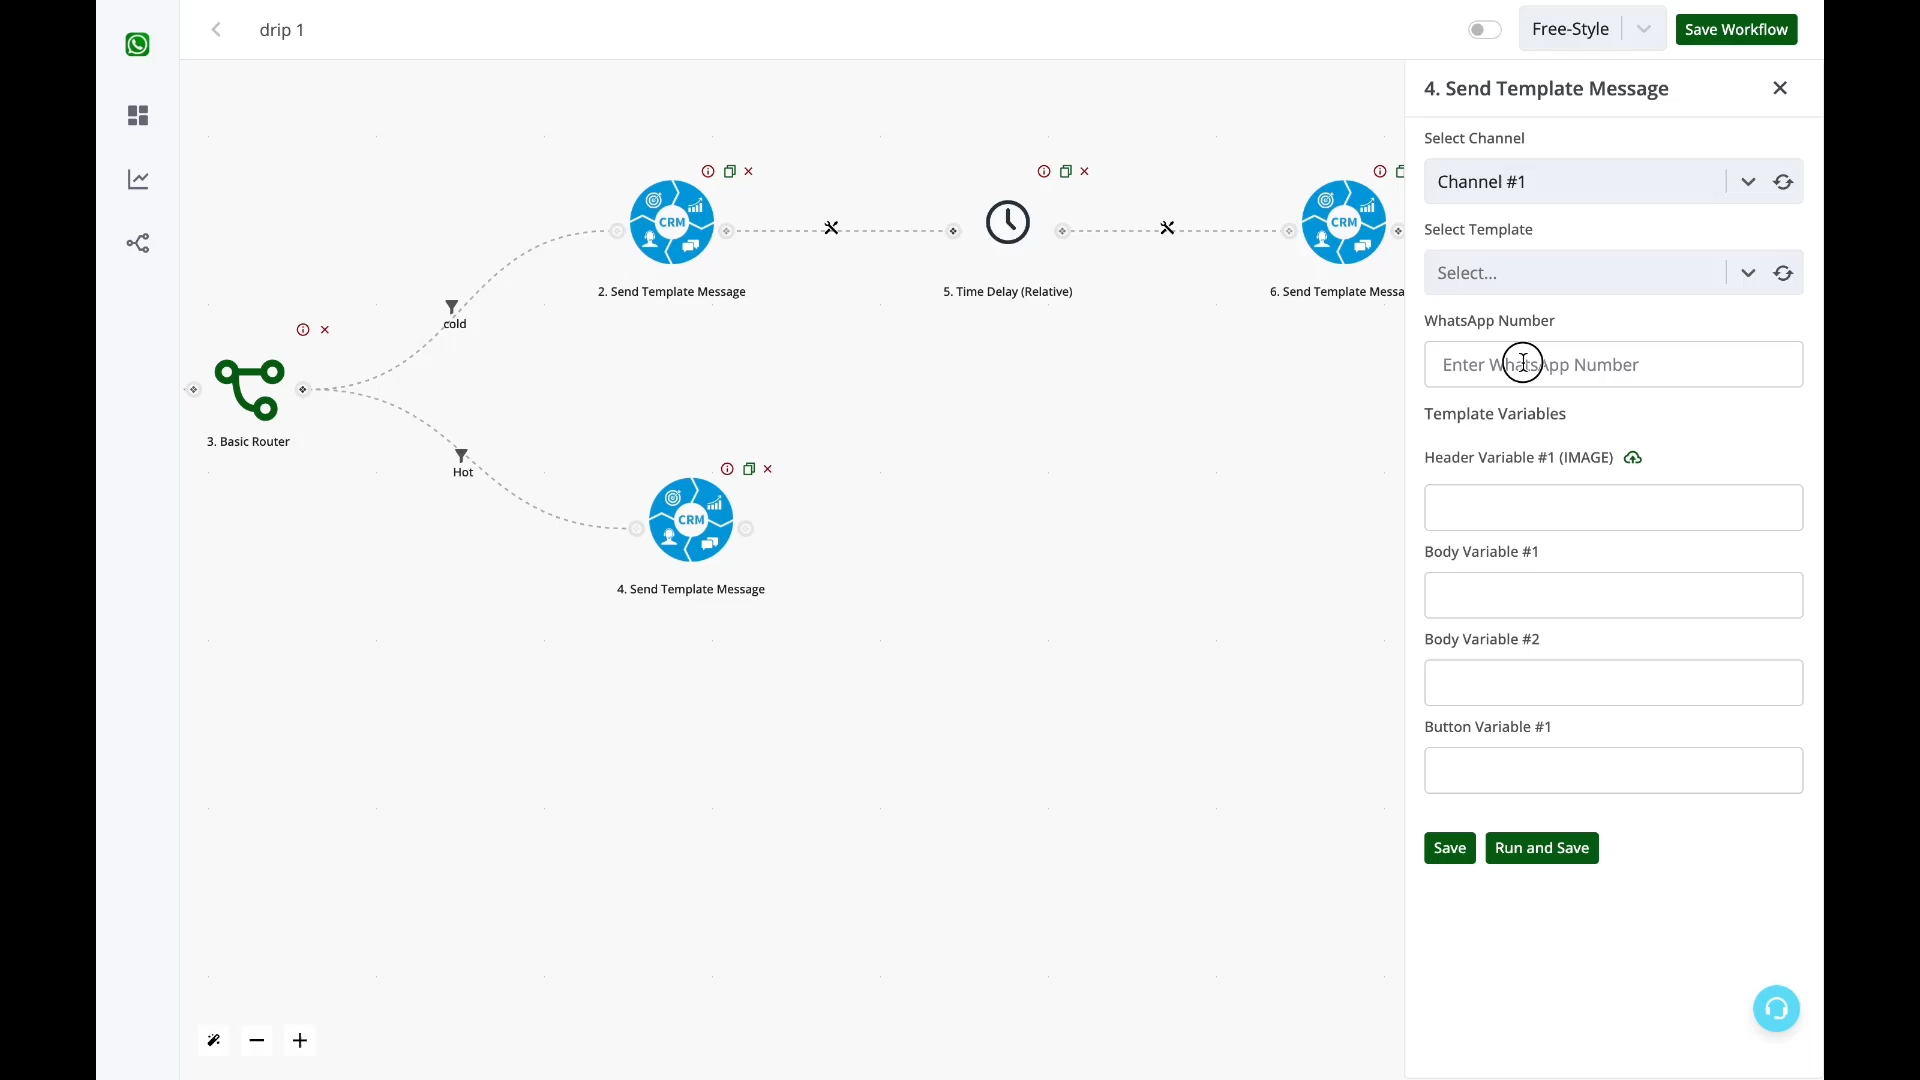 drip 1
Free-Style
Save Workflow
4. Send Template Message
Select Channel
Channel #1
Select Template
Select...
WhatsApp Number
Enter WhatsApp Number
Template Variables
Header Variable #1 (IMAGE)
Body Variable #1
Body Variable #2
Button Variable #1
Save
Run and Save
CRM
2. Send Template Message
5. Time Delay (Relative)
CRM
6. Send Template Messa
cold
3. Basic Router
Hot
CRM
4. Send Template Message